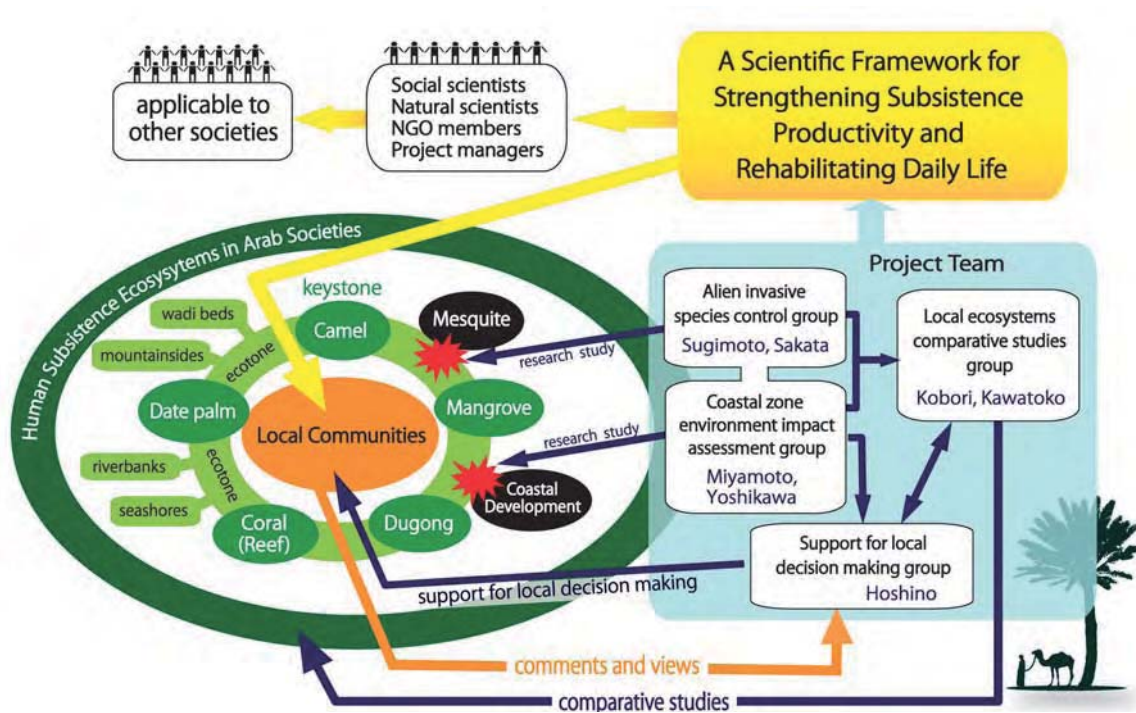 applicable to
other societies
Social scientists
Natural scientists
NGO members
Project managers
A Scientific Framework for
Strengthening Subsistence
Productivity and
Rehabilitating Daily Life
Human Subsistence Ecosysytems in Arab Societies
keystone
Camel
Mesquite
Mangrove
Coastal
Development
Dugong
Coral
(Reef)
Date palm
ecotone
ecotone
wadi beds
mountainsides
riverbanks
seashores
Local Communities
research study
research study
Project Team
Alien invasive
species control group
Sugimoto, Sakata
Coastal zone
environment impact
assessment group
Miyamoto,
Yoshikawa
Local ecosystems
comparative studies
group
Kobori, Kawatoko
Support for local
decision making group
Hoshino
support for local decision making
comments and views
comparative studies